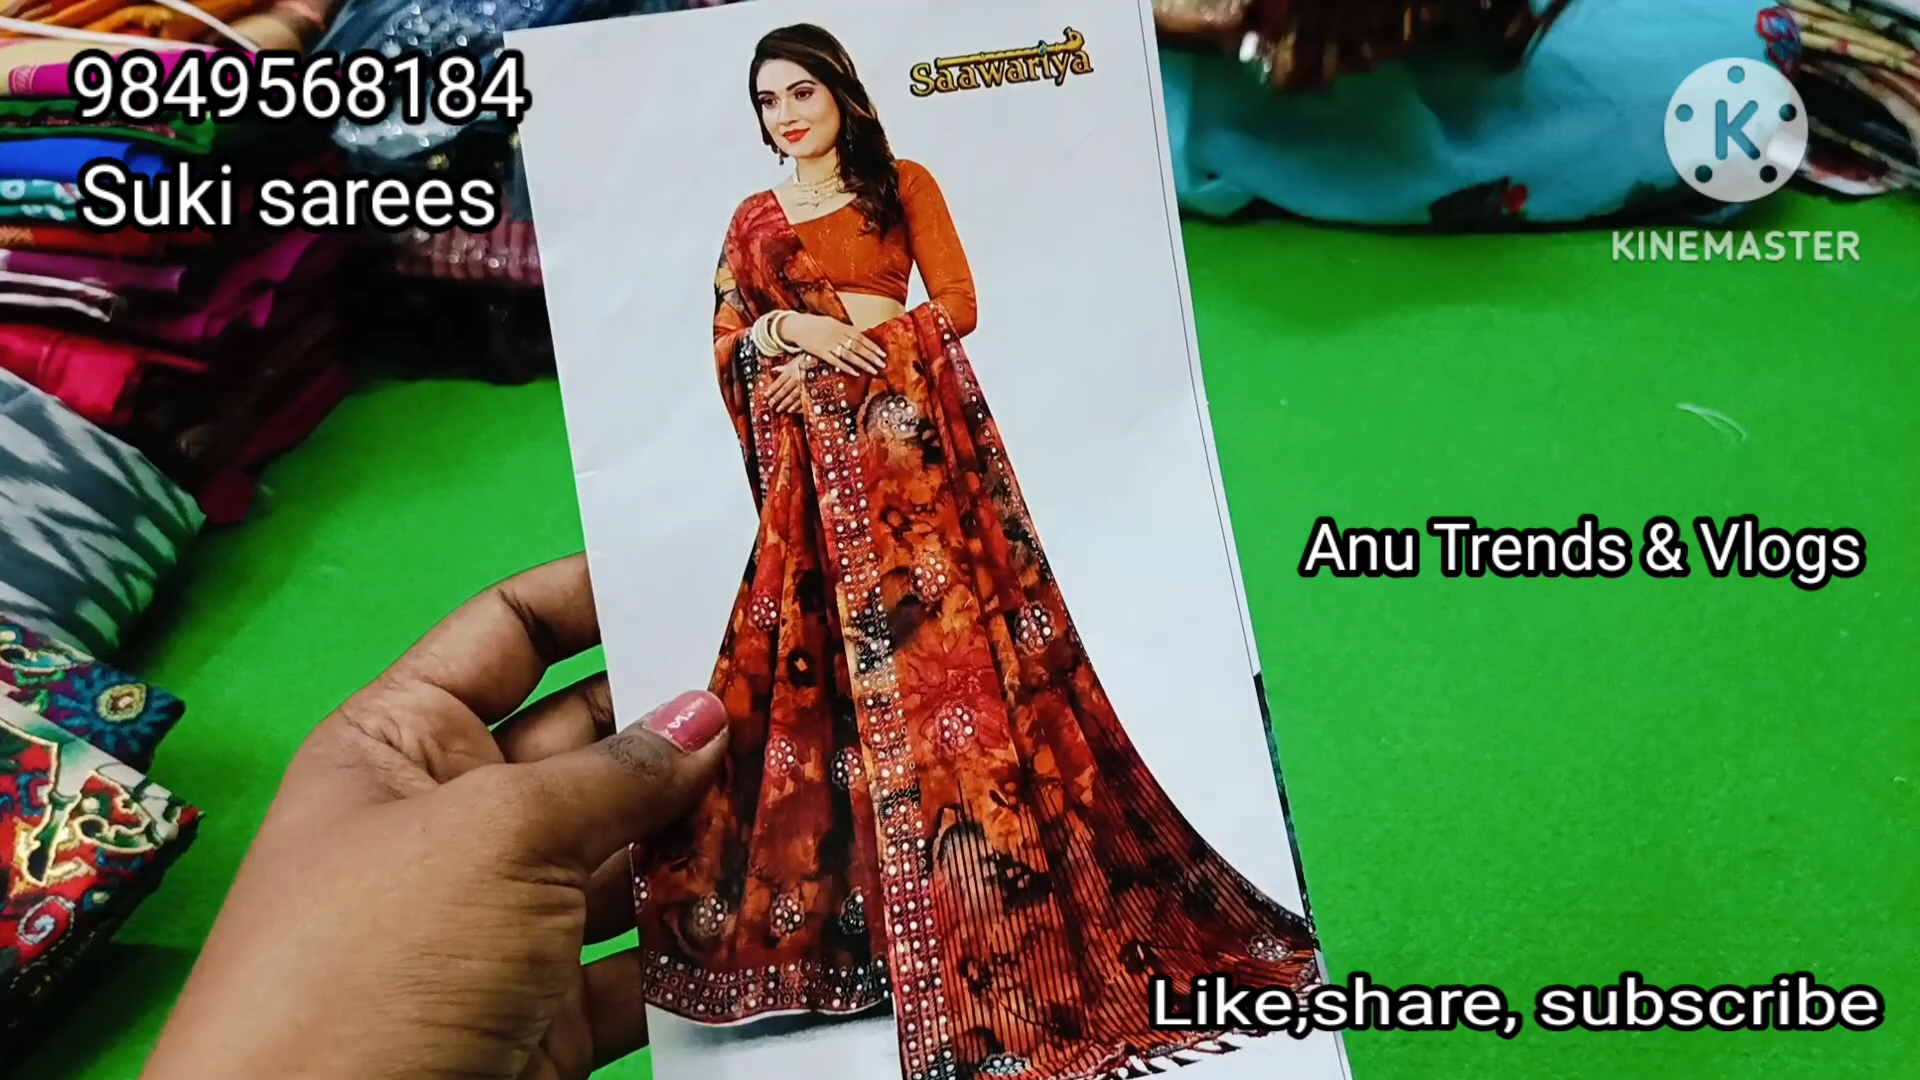 9849568184
Suki sarees
Saawariya
K
KINEMASTER
Anu Trends & Vlogs
Like,share, subscribe